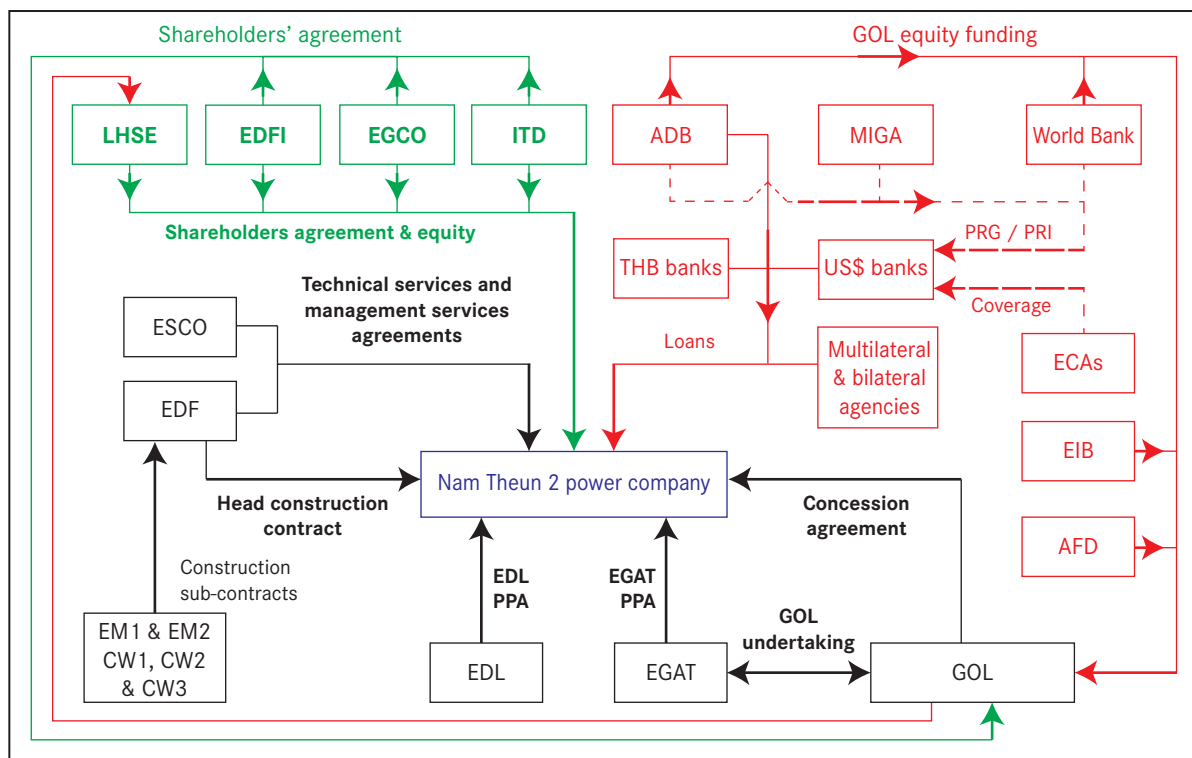 Shareholders’ agreement
GOL equity funding
LHSE
EDFI
EGCO
ITD
ADB
MIGA
World Bank
Shareholders agreement & equity
PRG / PRI
THB banks
US$ banks
Technical services and
management services
agreements
Coverage
ESCO
Loans
Multilateral
& bilateral
agencies
ECAs
EDF
EIB
Nam Theun 2 power company
Head construction
contract
Concession
agreement
AFD
Construction
sub-contracts
EDL
PPA
EGAT
PPA
GOL
undertaking
EM1 & EM2
CW1, CW2
& CW3
EDL
EGAT
GOL